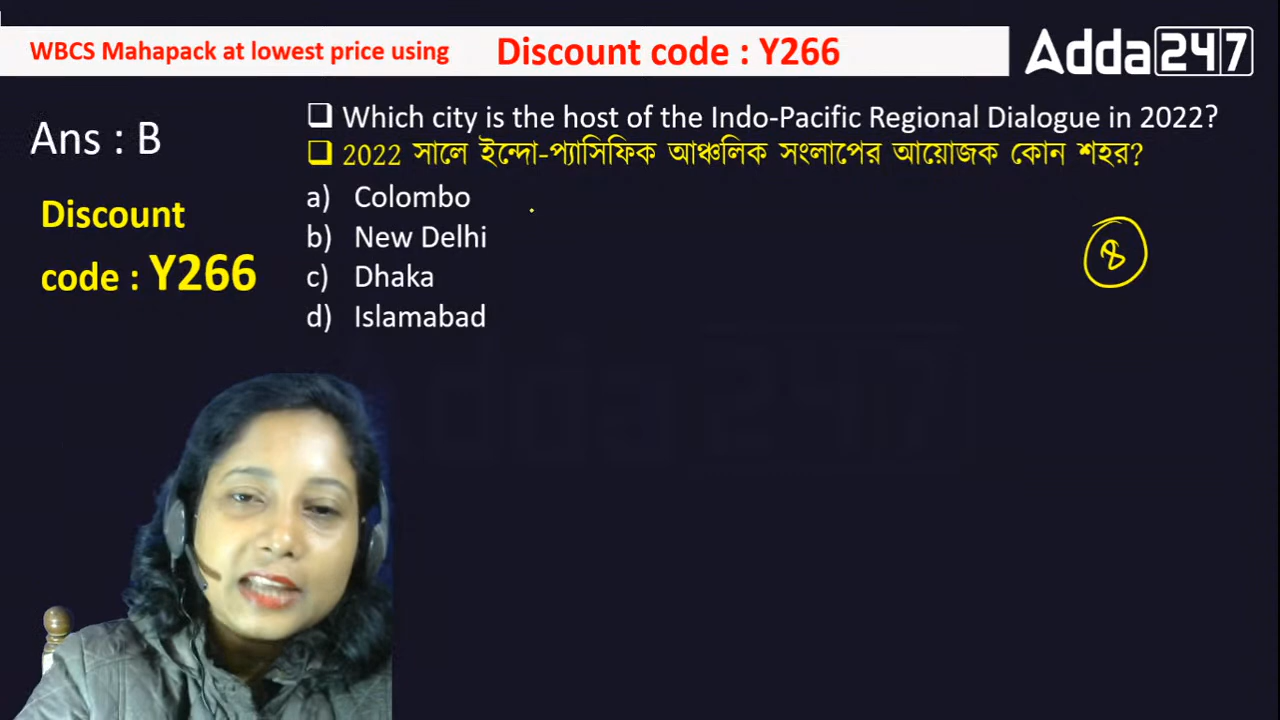 WBCS Mahapack at lowest price using Discount code : Y266
Adda247
Ans : B
❑ Which city is the host of the Indo-Pacific Regional Dialogue in 2022?
❑ 2022 সালে ইন্দো-প্যাসিফিক আঞ্চলিক সংলাপের আয়োজক কোন শহর?
a) Colombo
b) New Delhi
c) Dhaka
d) Islamabad
Discount
code : Y266
8
Adda 247